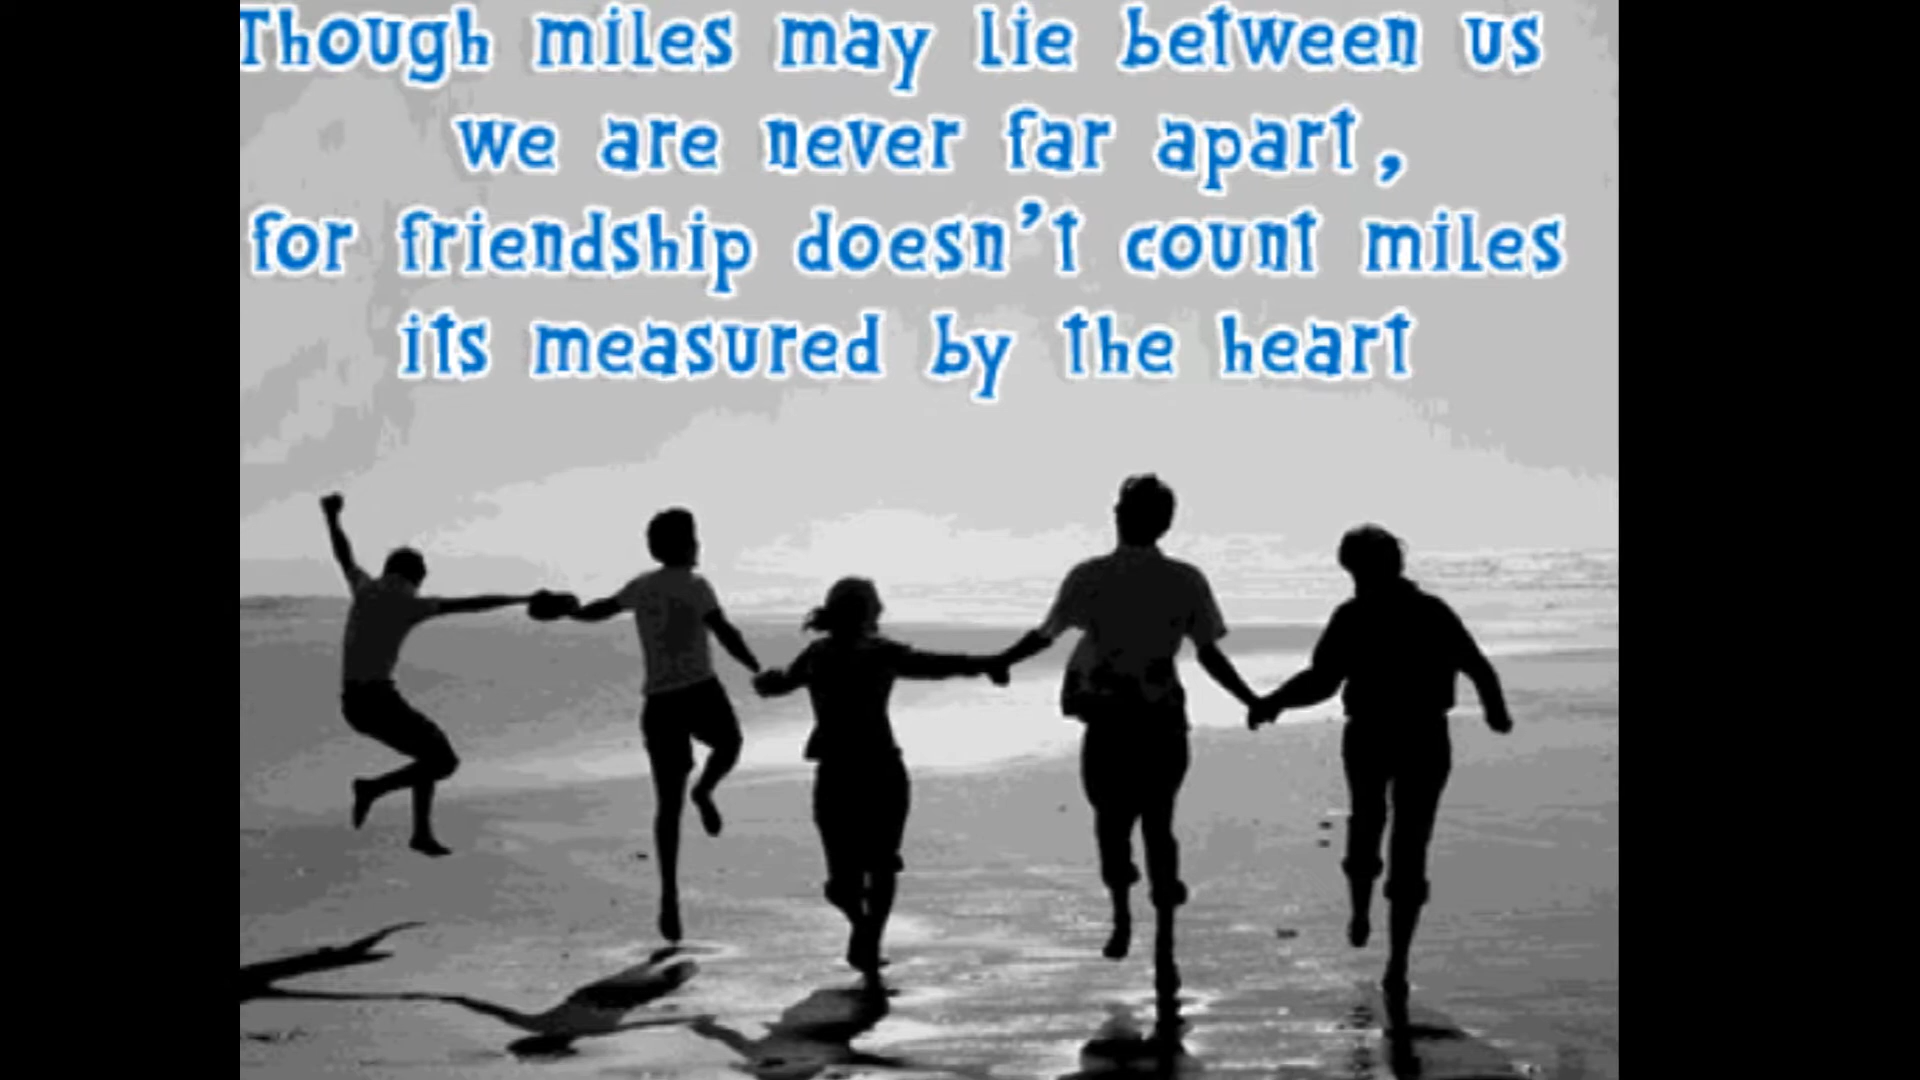 Though miles may lie between us
we are never far apart,
for friendship doesn't count miles
its measured by the heart